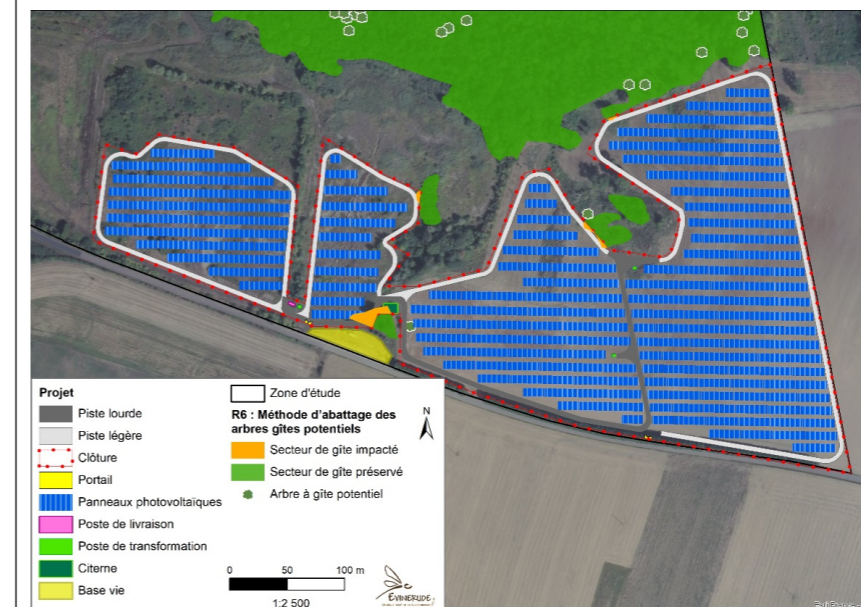 Projet
Piste lourde
Piste légère
Clôture
Portail
Panneaux photovoltaïques
Poste de livraison
Poste de transformation
Citerne
Base vie
Zone d'étude
R6 : Méthode d'abattage des
arbres gîtes potentiels
Secteur de gîte impacté
Secteur de gîte préservé
Arbre à gîte potentiel
N
0 50 100 m
1:2 500
EVINERUDE